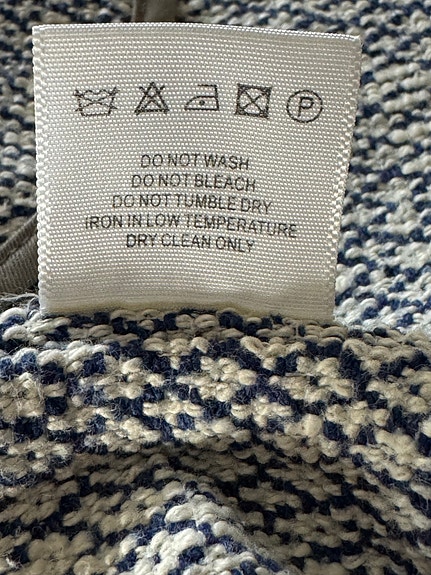 P
DO NOT WASH
DO NOT BLEACH
DO NOT TUMBLE DRY
IRON IN LOW TEMPERATURE
DRY CLEAN ONLY